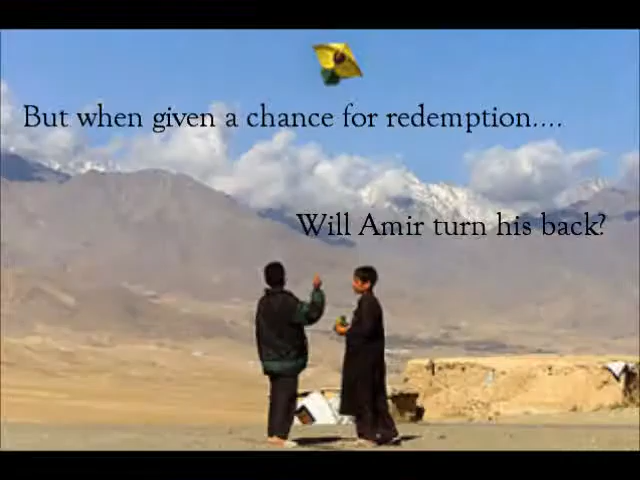 But when given a chance for redemption....
Will Amir turn his back?